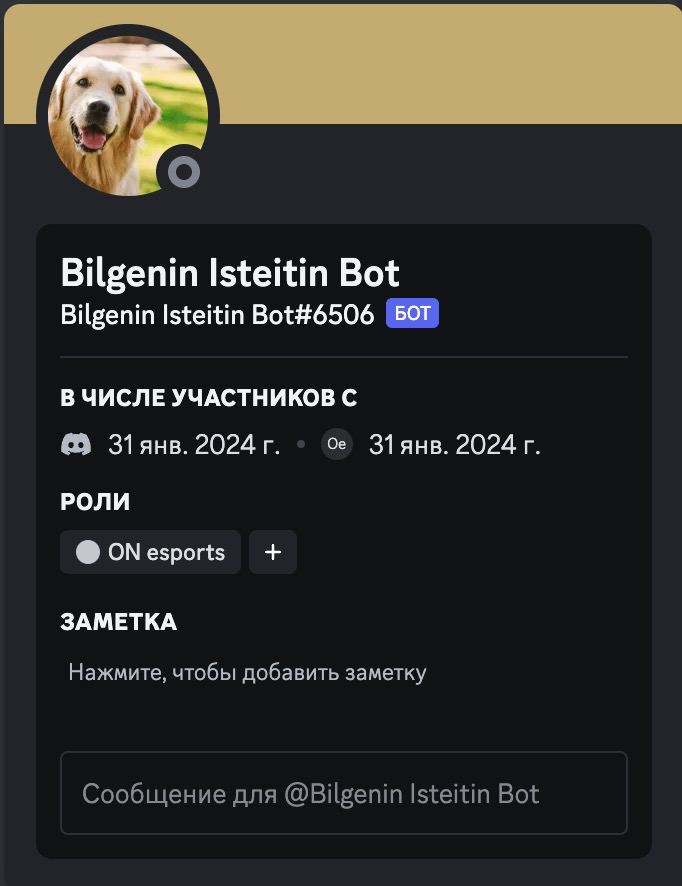 Bilgenin Isteitin Bot
Bilgenin Isteitin Bot#6506 БОТ
В ЧИСЛЕ УЧАСТНИКОВ С
31 янв. 2024 г. • Oe 31 янв. 2024 г.
РОЛИ
ON esports +
ЗАМЕТКА
Нажмите, чтобы добавить заметку
Сообщение для @Bilgenin Isteitin Bot